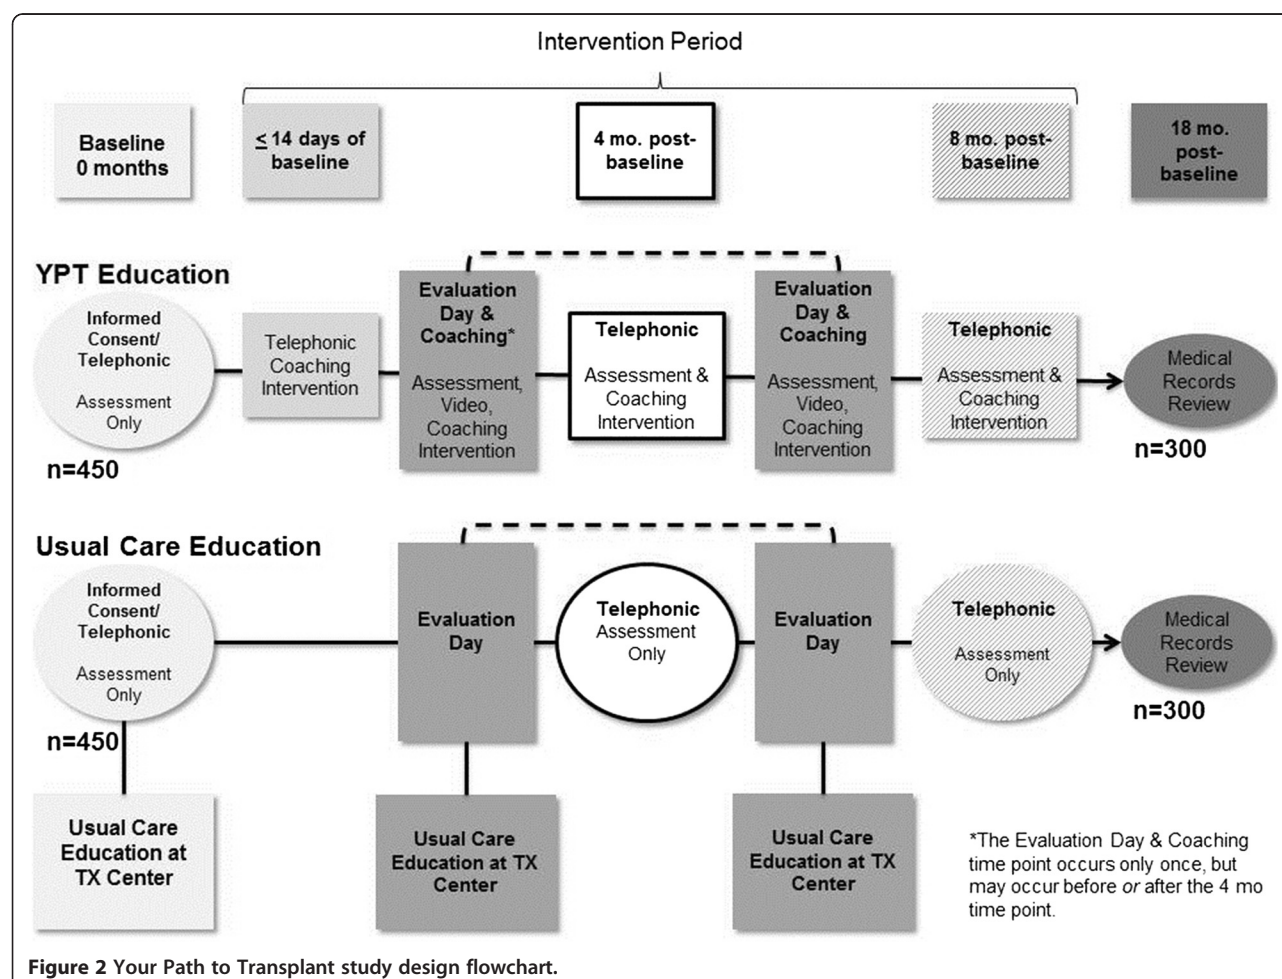 Intervention Period
Baseline
0 months
≤ 14 days of
baseline
4 mo. post-
baseline
8 mo. post-
baseline
18 mo.
post-
baseline
YPT Education
Informed
Consent/
Telephonic
Assessment
Only
n=450
Telephonic
Coaching
Intervention
Evaluation
Day &
Coaching*
Assessment,
Video,
Coaching
Intervention
Telephonic
Assessment &
Coaching
Intervention
Evaluation
Day &
Coaching
Assessment,
Video,
Coaching
Intervention
Telephonic
Assessment &
Coaching
Intervention
Medical
Records
Review
n=300
Usual Care Education
Informed
Consent/
Telephonic
Assessment
Only
n=450
Evaluation
Day
Telephonic
Assessment
Only
Evaluation
Day
Telephonic
Assessment
Only
Medical
Records
Review
n=300
Usual Care
Education at
TX Center
Usual Care
Education at TX
Center
Usual Care
Education at TX
Center
*The Evaluation Day & Coaching
time point occurs only once, but
may occur before or after the 4 mo
time point.
Figure 2 Your Path to Transplant study design flowchart.